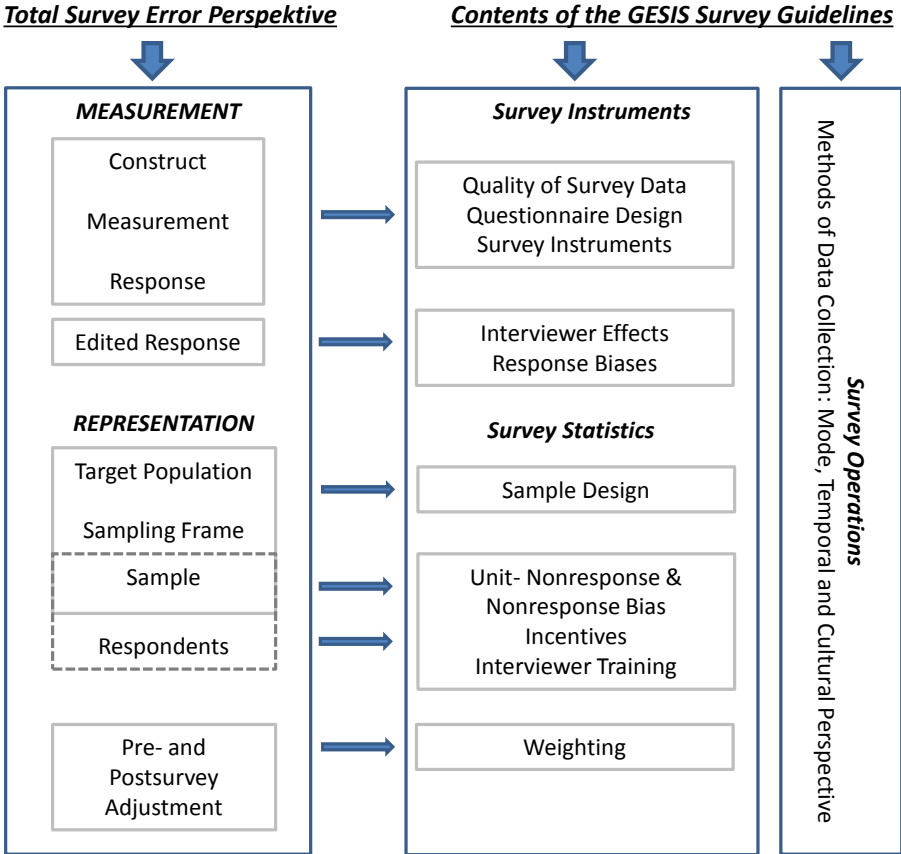 Total Survey Error Perspektive
Contents of the GESIS Survey Guidelines
MEASUREMENT
Construct
Measurement
Response
Edited Response
REPRESENTATION
Target Population
Sampling Frame
Sample
Respondents
Pre- and
Postsurvey
Adjustment
Survey Instruments
Quality of Survey Data
Questionnaire Design
Survey Instruments
Interviewer Effects
Response Biases
Survey Statistics
Sample Design
Unit- Nonresponse &
Nonresponse Bias
Incentives
Interviewer Training
Weighting
Survey Operations
Methods of Data Collection: Mode, Temporal and Cultural Perspective